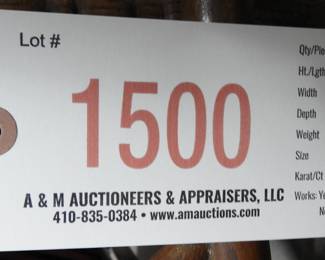 Lot #
1500
A & M AUCTIONEERS & APPRAISERS, LLC
410-835-0384 • www.amauctions.com
Qty/Pie
Ht./Lgth
Width
Depth
Weight
Size
Karat/Ct
Works: Ye
N